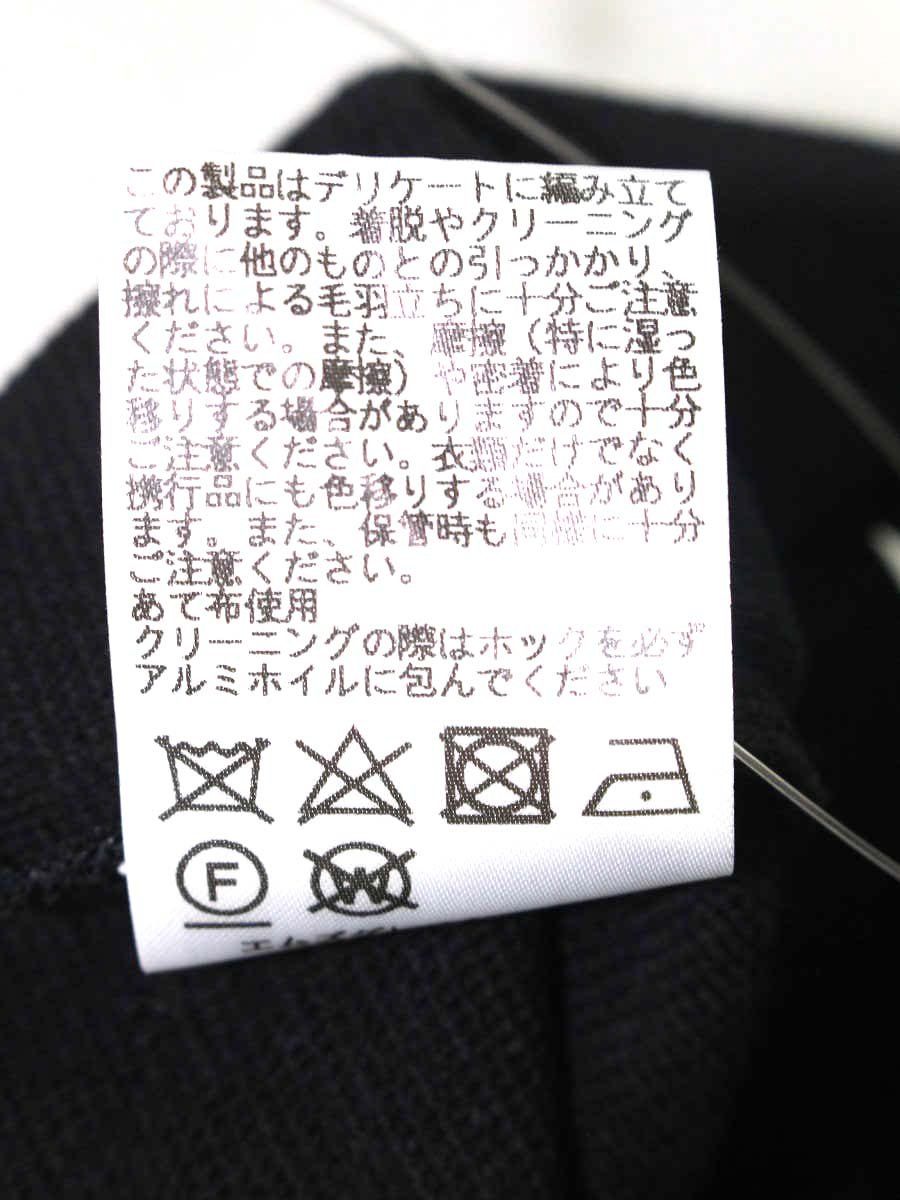 この製品はデリケートに編み立て
ております。着脱やクリーニング
の際に他のものとの引っかかり、
擦れによる毛羽立ちに十分ご注意
ください。また、摩擦（特に湿っ
た状態での摩擦）や密着により色
移りする場合がありますので十分
ご注意ください。衣類だけでなく
携行品にも色移りする場合があり
ます。また、保管時も同様に十分
ご注意ください。
あて布使用
クリーニングの際はホックを必ず
アルミホイルに包んでください
F W